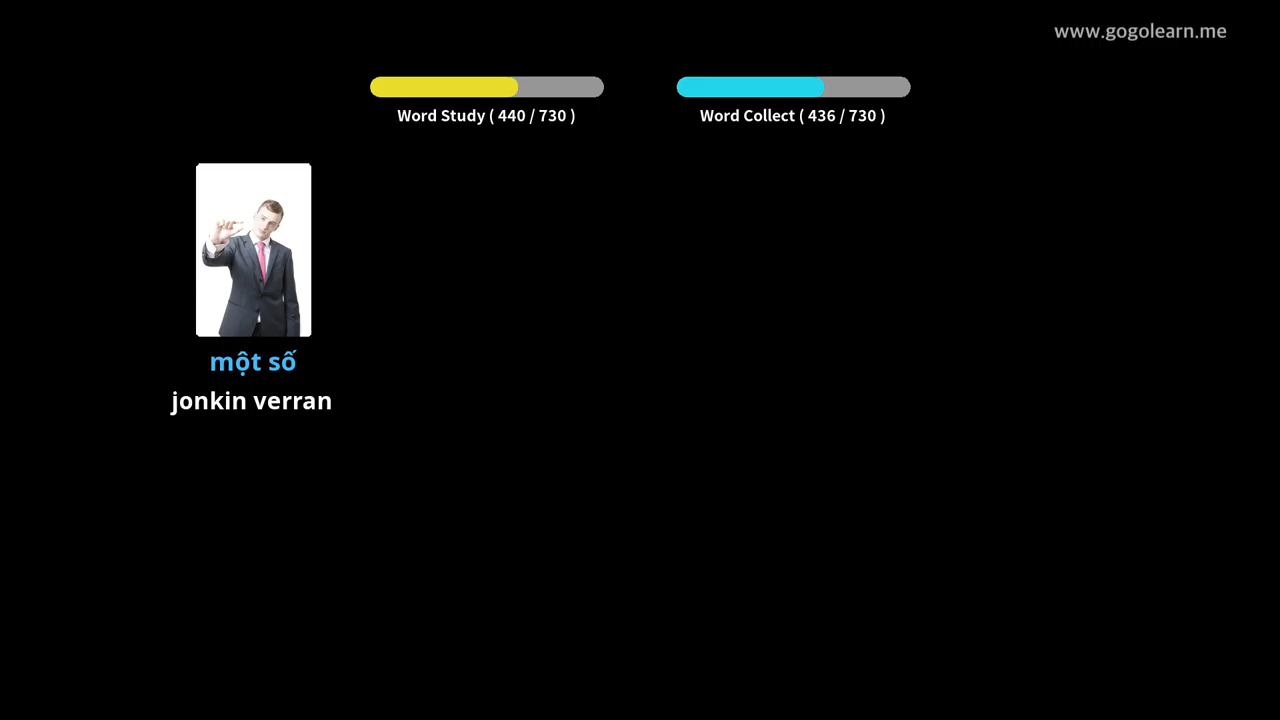 www.gogolearn.me
Word Study ( 440 / 730 )
Word Collect ( 436 / 730 )
một số
jonkin verran